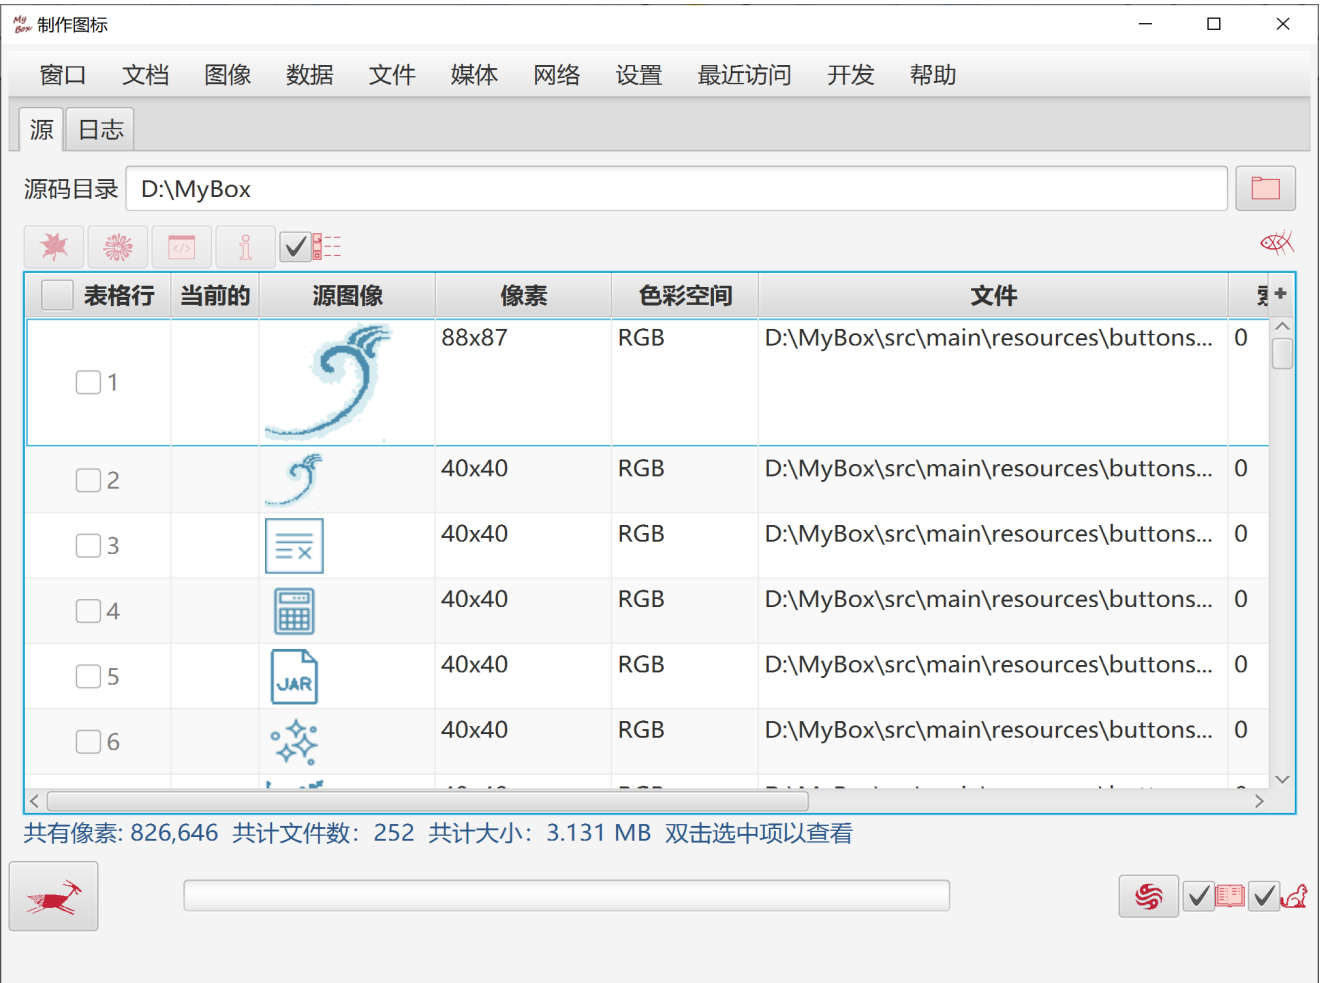 My Box 制作图标
窗口 文档 图像 数据 文件 媒体 网络 设置 最近访问 开发 帮助
源 日志
源码目录 D:\MyBox
表格行 当前的 源图像 像素 色彩空间 文件
1 88x87 RGB D:\MyBox\src\main\resources\buttons... 0
2 40x40 RGB D:\MyBox\src\main\resources\buttons... 0
3 40x40 RGB D:\MyBox\src\main\resources\buttons... 0
4 40x40 RGB D:\MyBox\src\main\resources\buttons... 0
5 JAR 40x40 RGB D:\MyBox\src\main\resources\buttons... 0
6 40x40 RGB D:\MyBox\src\main\resources\buttons... 0
共有像素: 826,646 共计文件数: 252 共计大小: 3.131 MB 双击选中项以查看